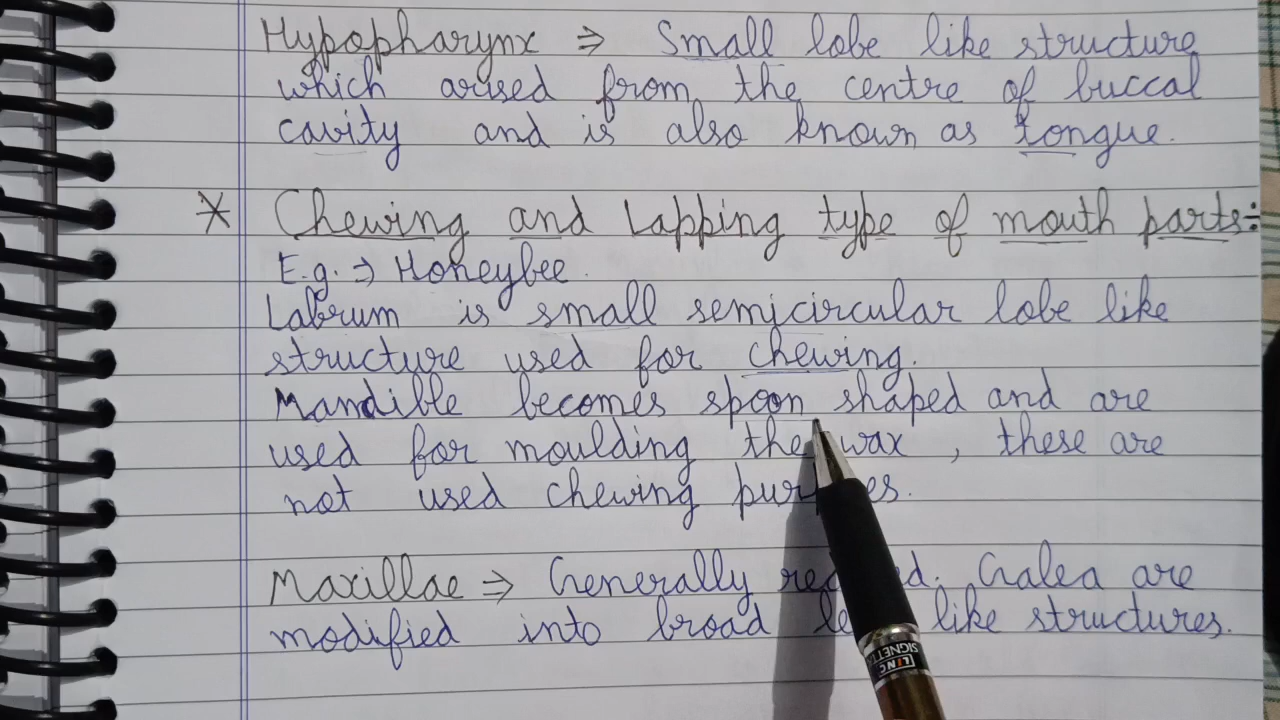 Hypopharynx ⇒ Small lobe like structure
which arised from the centre of buccal
cavity and is also known as tongue.
* Chewing and Lapping type of mouth parts:
E.g. ⇒ Honeybee.
Labrum is small semicircular lobe like
structure used for chewing.
Mandible becomes spoon shaped and are
used for moulding the wax, these are
not used chewing
Maxillae ⇒ Generally Galea are
modified into broad like structures.
LINC
SIGNETT